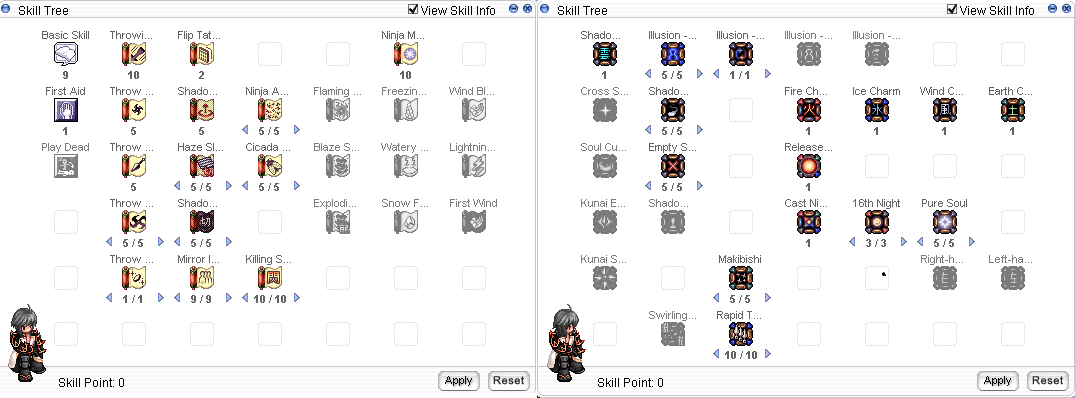 Skill Tree View Skill Info
Basic Skill Throwi... Flip Tat... Ninja M...
9 10 2 10
First Aid Throw ... Shado... Ninja A... Flaming ... Freezin... Wind Bl...
1 5 5 5 / 5
Play Dead Throw ... Haze Sl... Cicada ... Blaze S... Watery ... Lightnin...
5 5 / 5 5 / 5
Throw ... Shado... Explodi... Snow F... First Wind
5 / 5 5 / 5
Throw ... Mirror I... Killing S...
1 / 1 9 / 9 10 / 10
Skill Point: 0 Apply Reset
Skill Tree View Skill Info
Shado... Illusion -... Illusion -... Illusion -... Illusion -...
1 5 / 5 1 / 1
Cross S... Shado... Fire Ch... Ice Charm Wind C... Earth C...
5 / 5 1 1 1 1
Soul Cu... Empty S... Release...
5 / 5 1
Kunai E... Shado... Cast Ni... 16th Night Pure Soul
1 3 / 3 5 / 5
Kunai S... Makibishi Right-h... Left-ha...
5 / 5
Swirling... Rapid T...
10 / 10
Skill Point: 0 Apply Reset